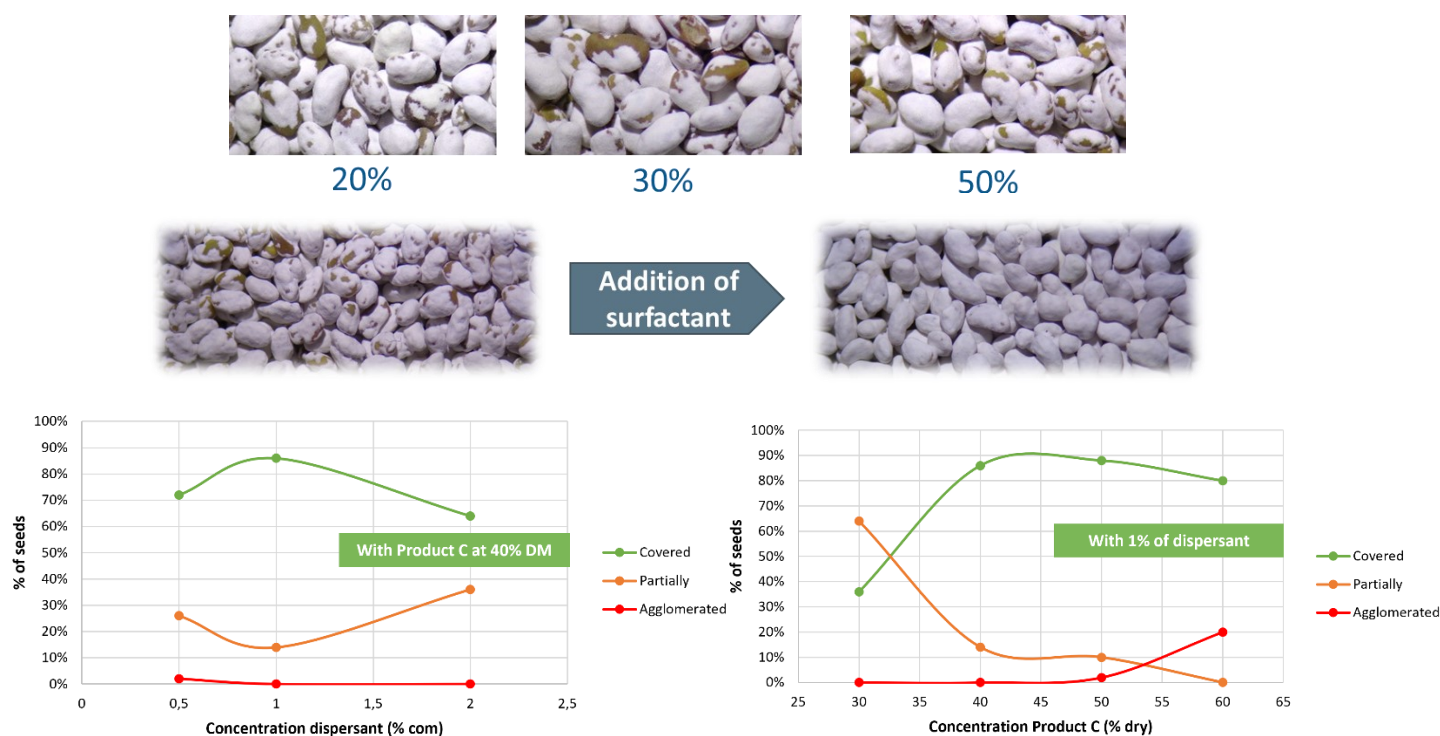 20%
30%
50%
Addition of
surfactant
100%
90%
80%
70%
60%
50%
40%
30%
20%
10%
0%
0
0,5
1
1,5
2
2,5
% of seeds
Concentration dispersant (% com)
With Product C at 40% DM
Covered
Partially
Agglomerated
100%
90%
80%
70%
60%
50%
40%
30%
20%
10%
0%
25
30
35
40
45
50
55
60
65
% of seeds
Concentration Product C (% dry)
With 1% of dispersant
Covered
Partially
Agglomerated